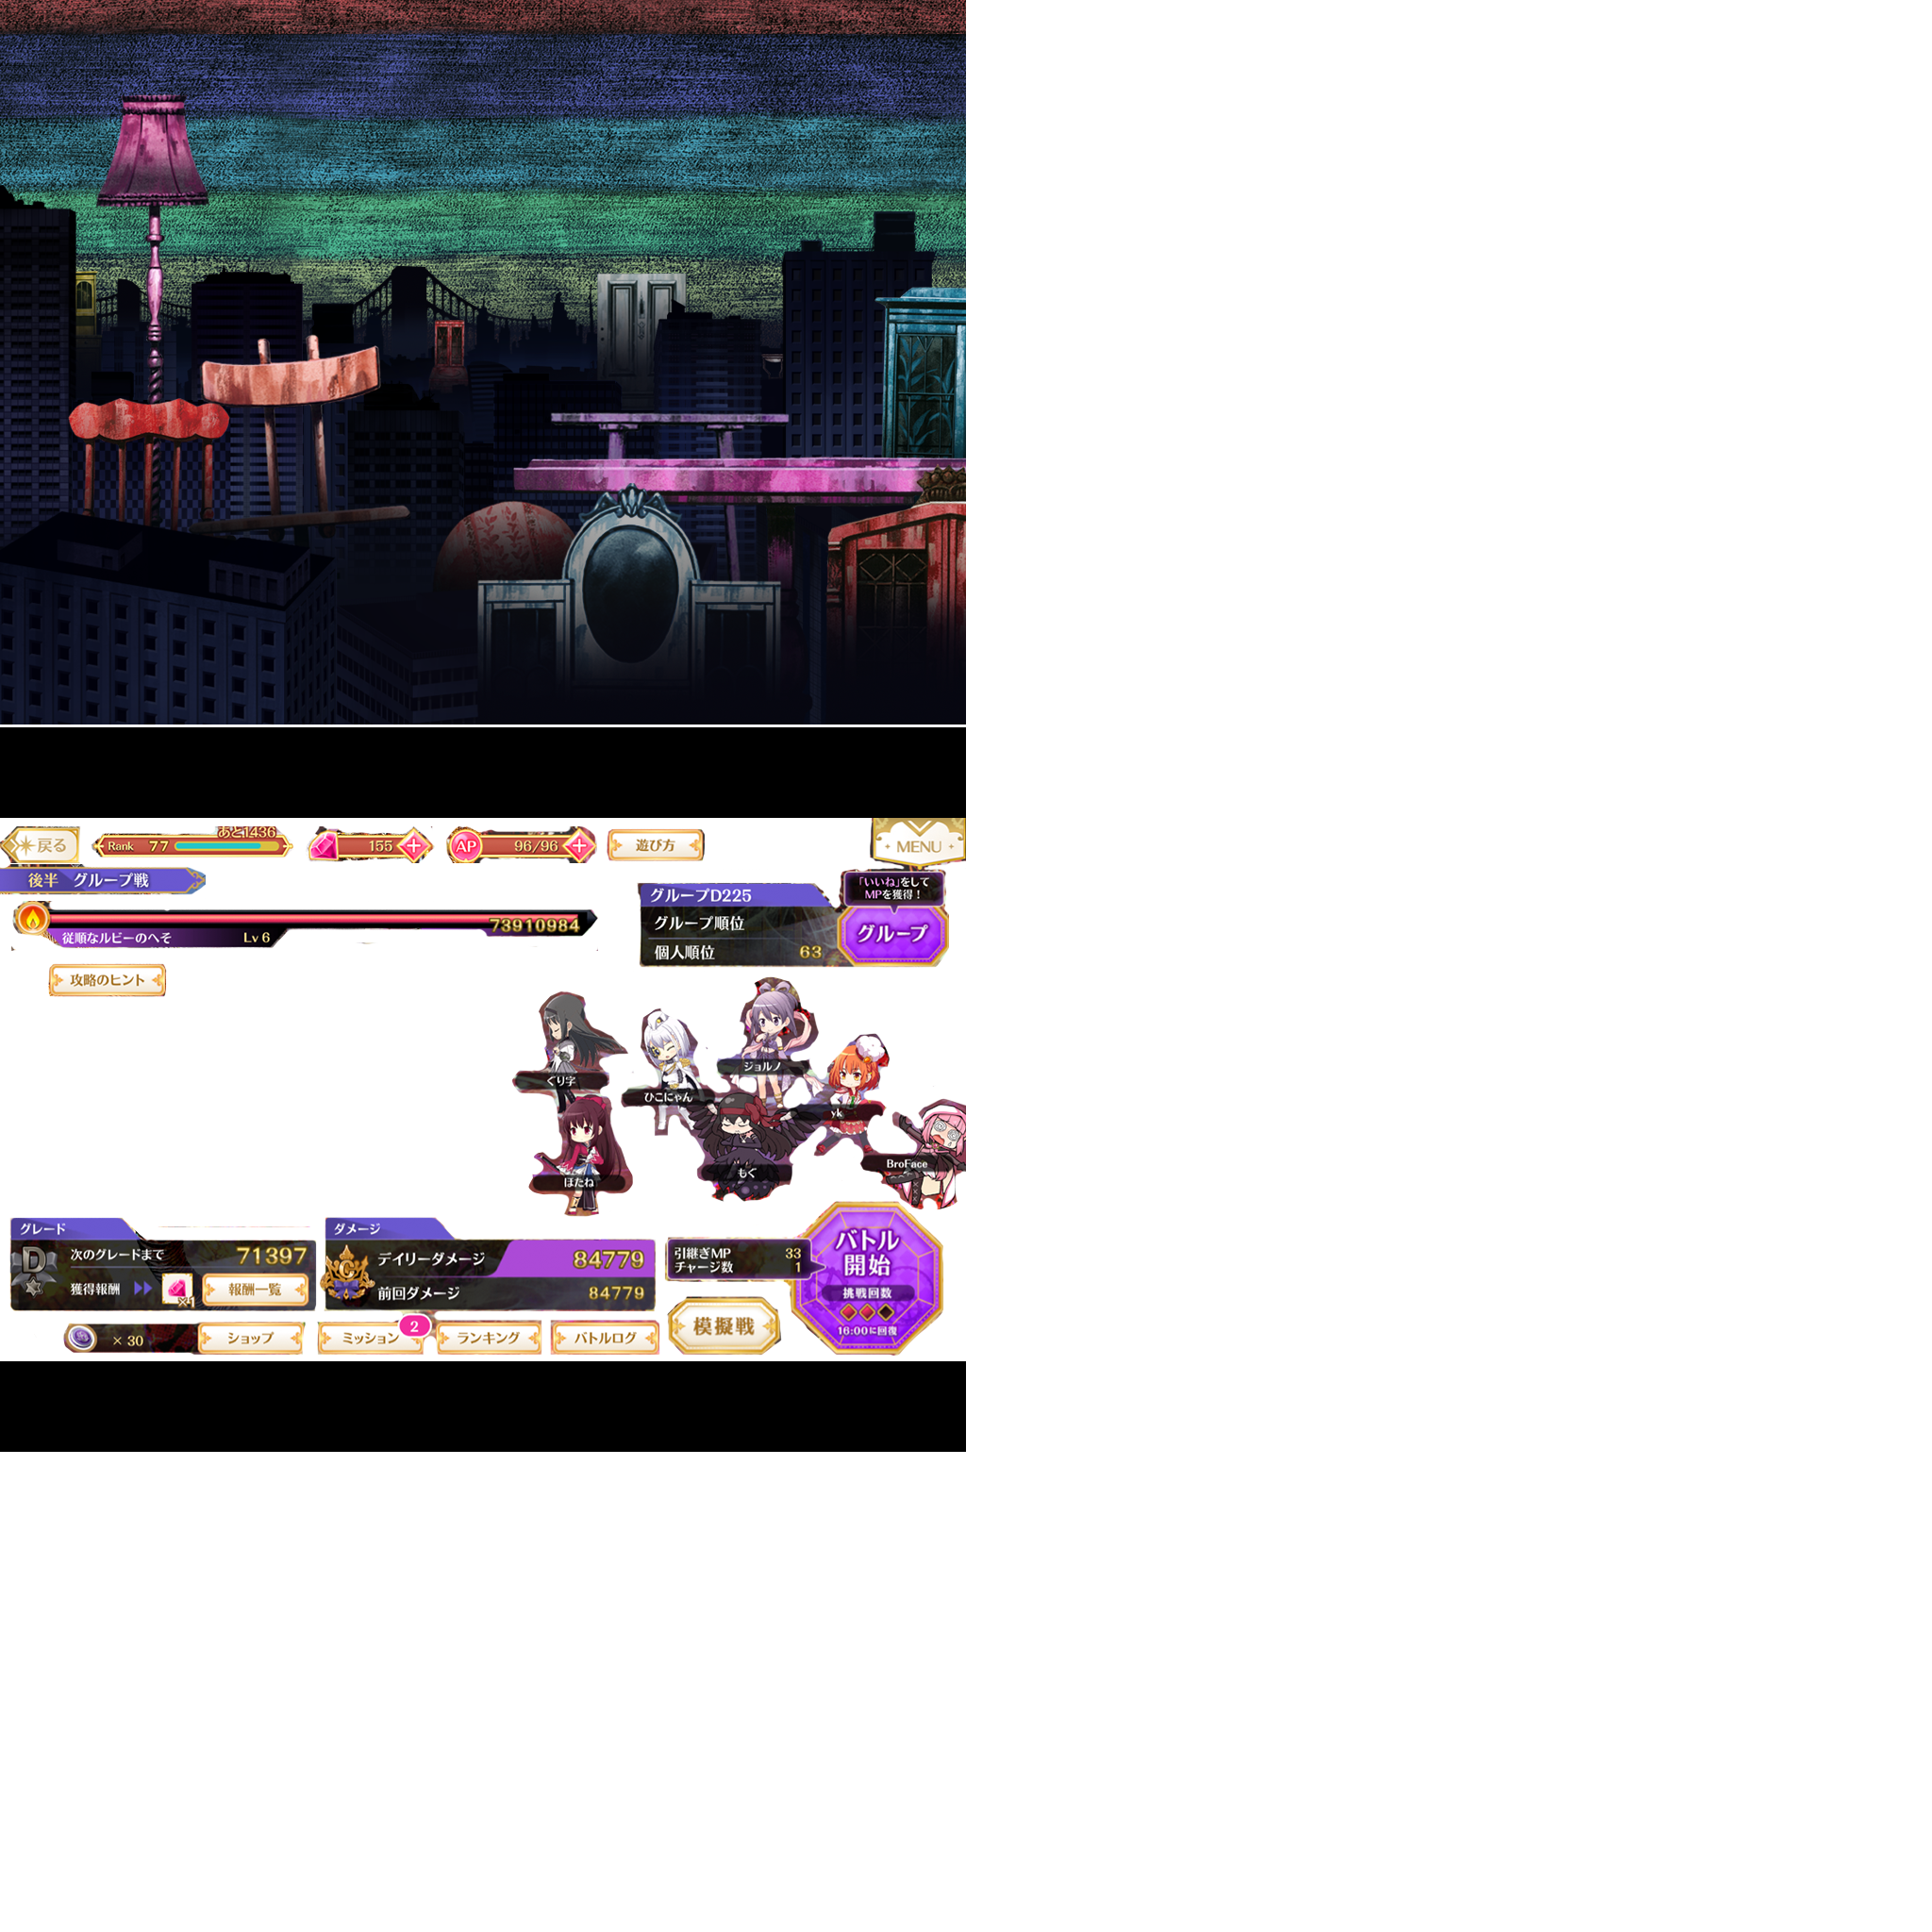 戻る
あと1436
Rank 77
155
AP 96/96
遊び方
MENU
後半 グループ戦
73910984
従順なルビーのへそ Lv 6
攻略のヒント
グループD225
グループ順位
個人順位 63
「いいね」をして
MPを獲得！
グループ
ぐり字
ひこにゃん
ジョルノ
yk
ほたね
もぐ
BroFace
グレード
D
次のグレードまで 71397
獲得報酬
×1
報酬一覧
ダメージ
C
デイリーダメージ 84779
前回ダメージ 84779
引継ぎMP 33
チャージ数 1
バトル
開始
挑戦回数
16:00に回復
模擬戦
× 30
ショップ
ミッション
2
ランキング
バトルログ